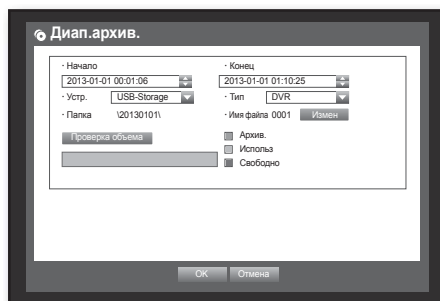 Диап.архив.
· Начало · Конец
2013-01-01 00:01:06 2013-01-01 01:10:25
· Устр. USB-Storage · Тип DVR
· Папка \20130101\ · Имя файла 0001 Измен
Проверка объема Архив.
Использ
Свободно
OK Отмена